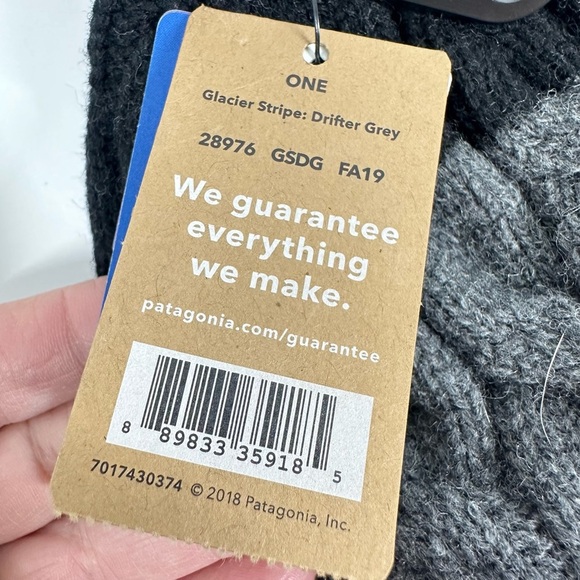 ONE
Glacier Stripe: Drifter Grey
28976 GSDG FA19
We guarantee
everything
we make.
patagonia.com/guarantee
8 89833 35918 5
7017430374 © 2018 Patagonia, Inc.